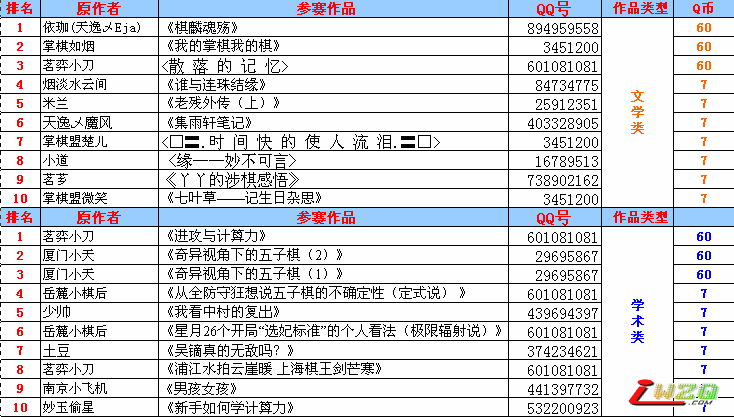 排名 原作者 参赛作品 QQ号 作品类型 Q币
1 依珈(天逸乄Eja) 《棋麟魂殇》 894959558 60
2 掌棋如烟 《我的掌棋我的棋》 3451200 60
3 茗弈小刀 <散 落 的 记 忆> 601081081 60
4 烟淡水云间 《谁与连珠结缘》 84734775 7
5 米兰 《老残外传（上）》 25912351 7
6 天逸乄魔风 《集雨轩笔记》 403328905 7
7 掌棋盟楚儿 <□〓.时 间 快 的 使 人 流 泪.〓□> 3451200 7
8 小道 <缘一一妙不可言> 16789513 7
9 茗芗 《丫丫的涉棋感悟》 738902162 7
10 掌棋盟微笑 《七叶草——记生日杂思》 3451200 7
文学类
排名 原作者 参赛作品 QQ号 作品类型
1 茗弈小刀 《进攻与计算力》 601081081 60
2 厦门小天 《奇异视角下的五子棋（2）》 29695867 60
3 厦门小天 《奇异视角下的五子棋（1）》 29695867 60
4 岳麓小棋后 《从全防守狂想说五子棋的不确定性（定式说） 》 601081081 7
5 少帅 《我看中村的复出》 439694397 7
6 岳麓小棋后 《星月26个开局“选妃标准”的个人看法（极限辐射说）》 601081081 7
7 土豆 《吴镝真的无敌吗？》 374234621 7
8 茗弈小刀 《浦江水拍云崖暖 上海棋王剑芒寒》 601081081
9 南京小飞机 《男孩女孩》 441397732
10 妙玉偷星 《新手如何学计算力》 532200923 7
学术类